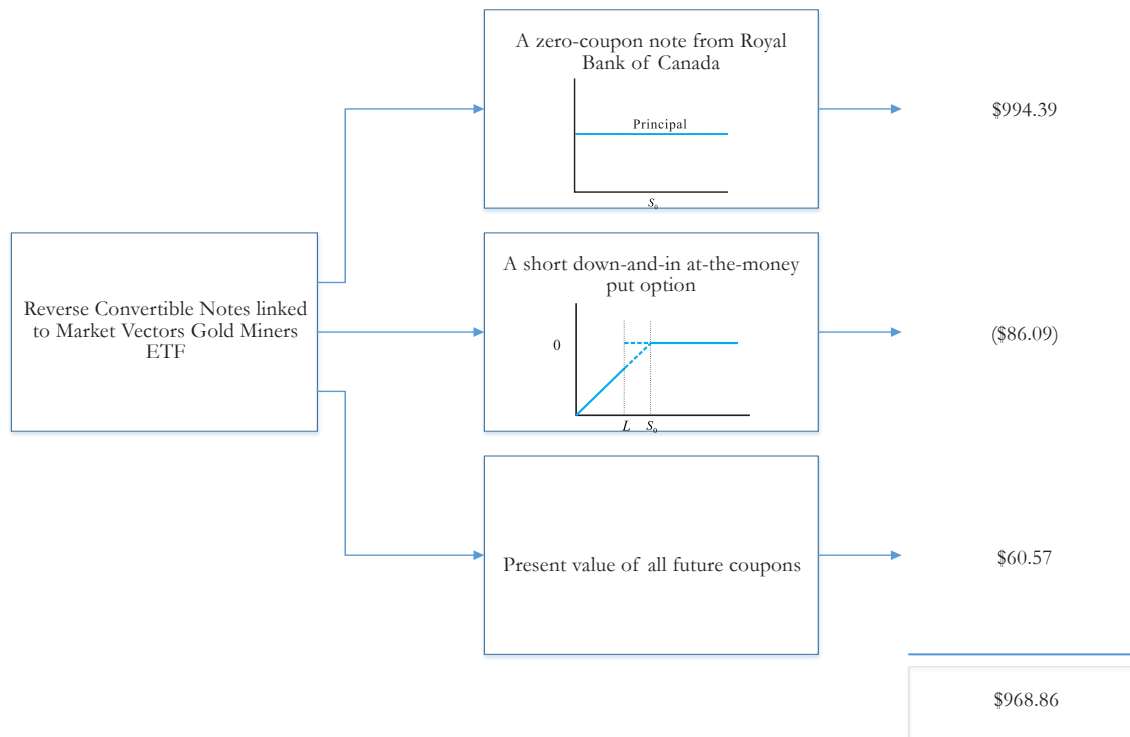 A zero-coupon note from Royal
Bank of Canada
Principal
S₀
$994.39
Reverse Convertible Notes linked
to Market Vectors Gold Miners
ETF
A short down-and-in at-the-money
put option
0
L S₀
($86.09)
Present value of all future coupons
$60.57
$968.86